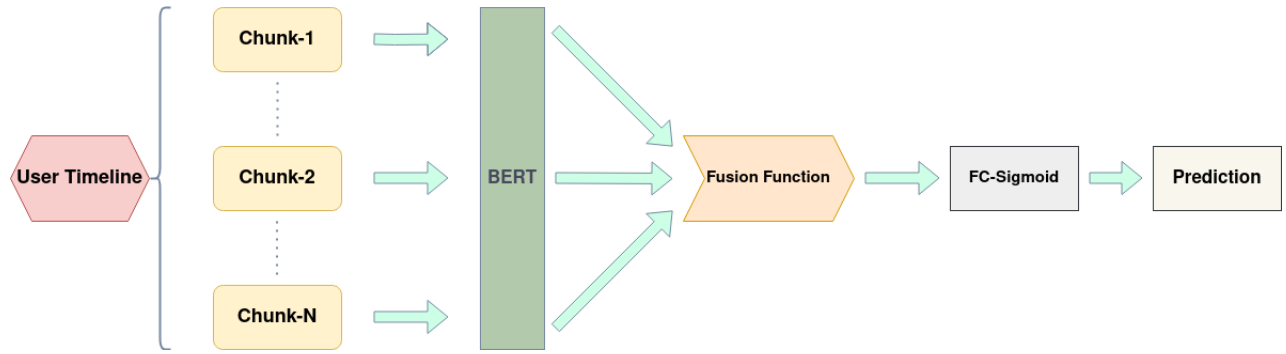 User Timeline
Chunk-1
Chunk-2
Chunk-N
BERT
Fusion Function
FC-Sigmoid
Prediction